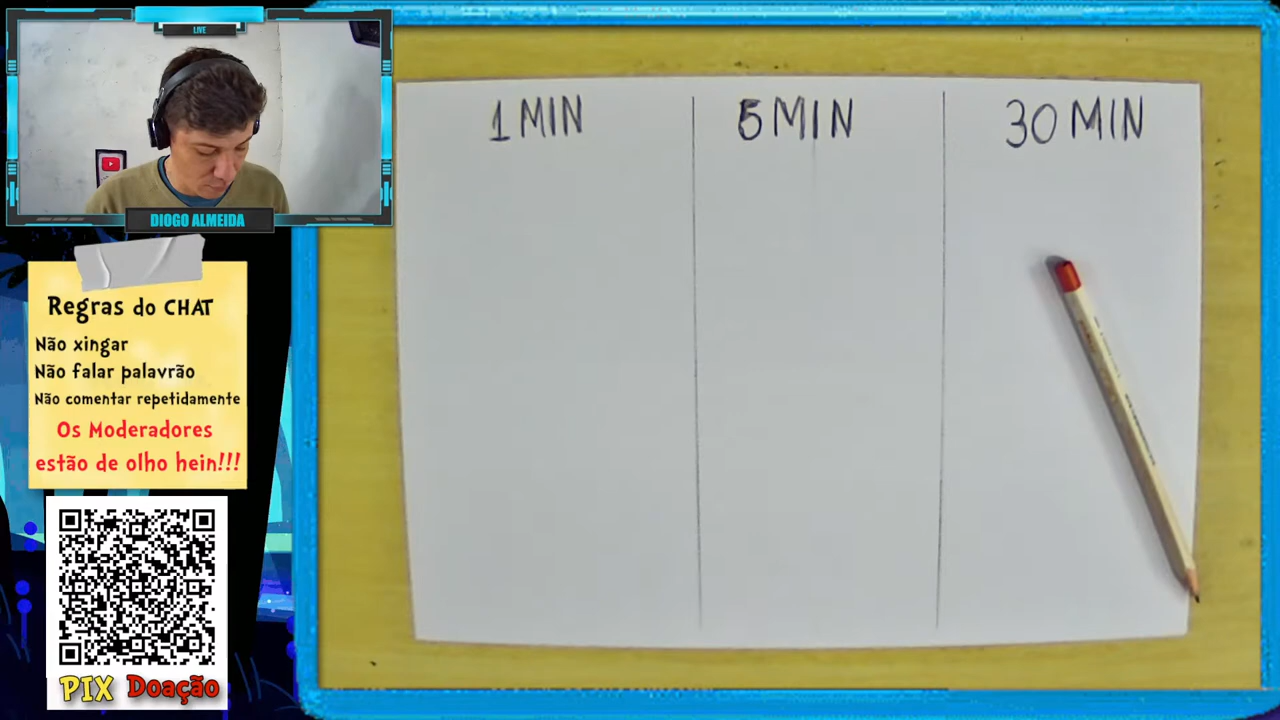 LIVE
DIOGO ALMEIDA
1 MIN
5 MIN
30 MIN
Regras do CHAT
Não xingar
Não falar palavrão
Não comentar repetidamente
Os Moderadores
estão de olho hein!!!
PIX Doação